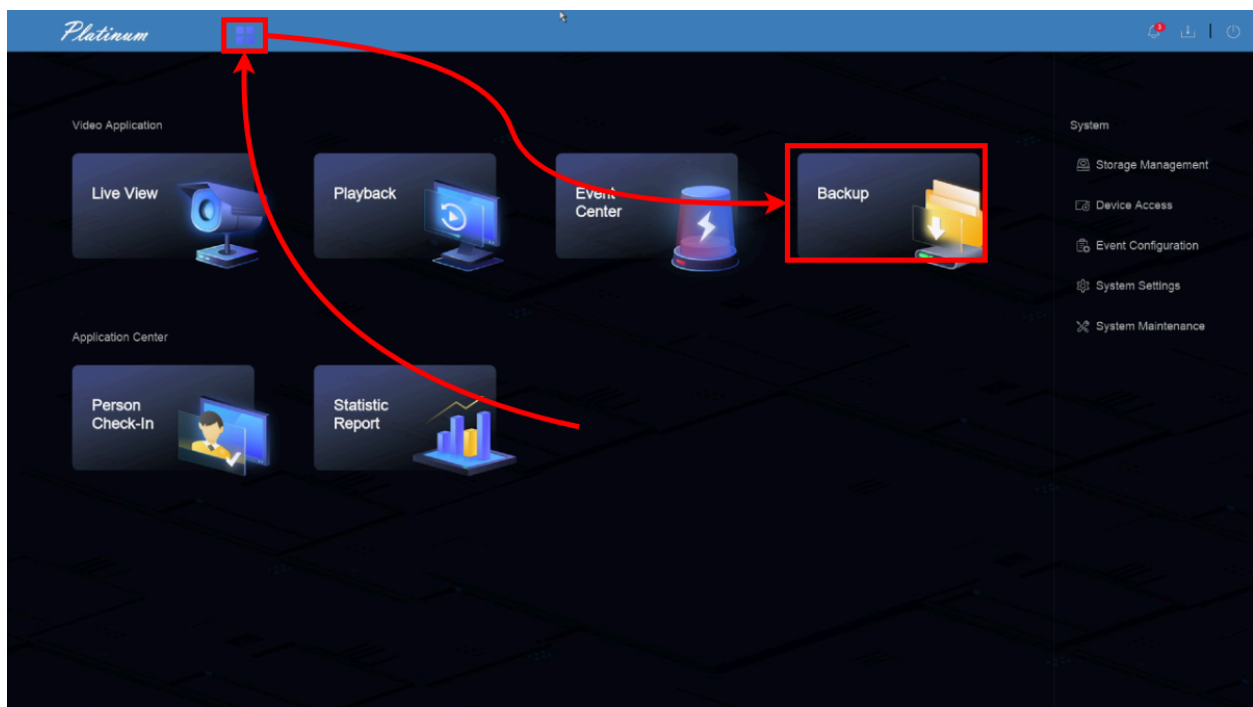 Platinum
3
Video Application
System
Live View
Playback
Event
Center
Backup
Storage Management
Device Access
Event Configuration
System Settings
System Maintenance
Application Center
Person
Check-In
Statistic
Report